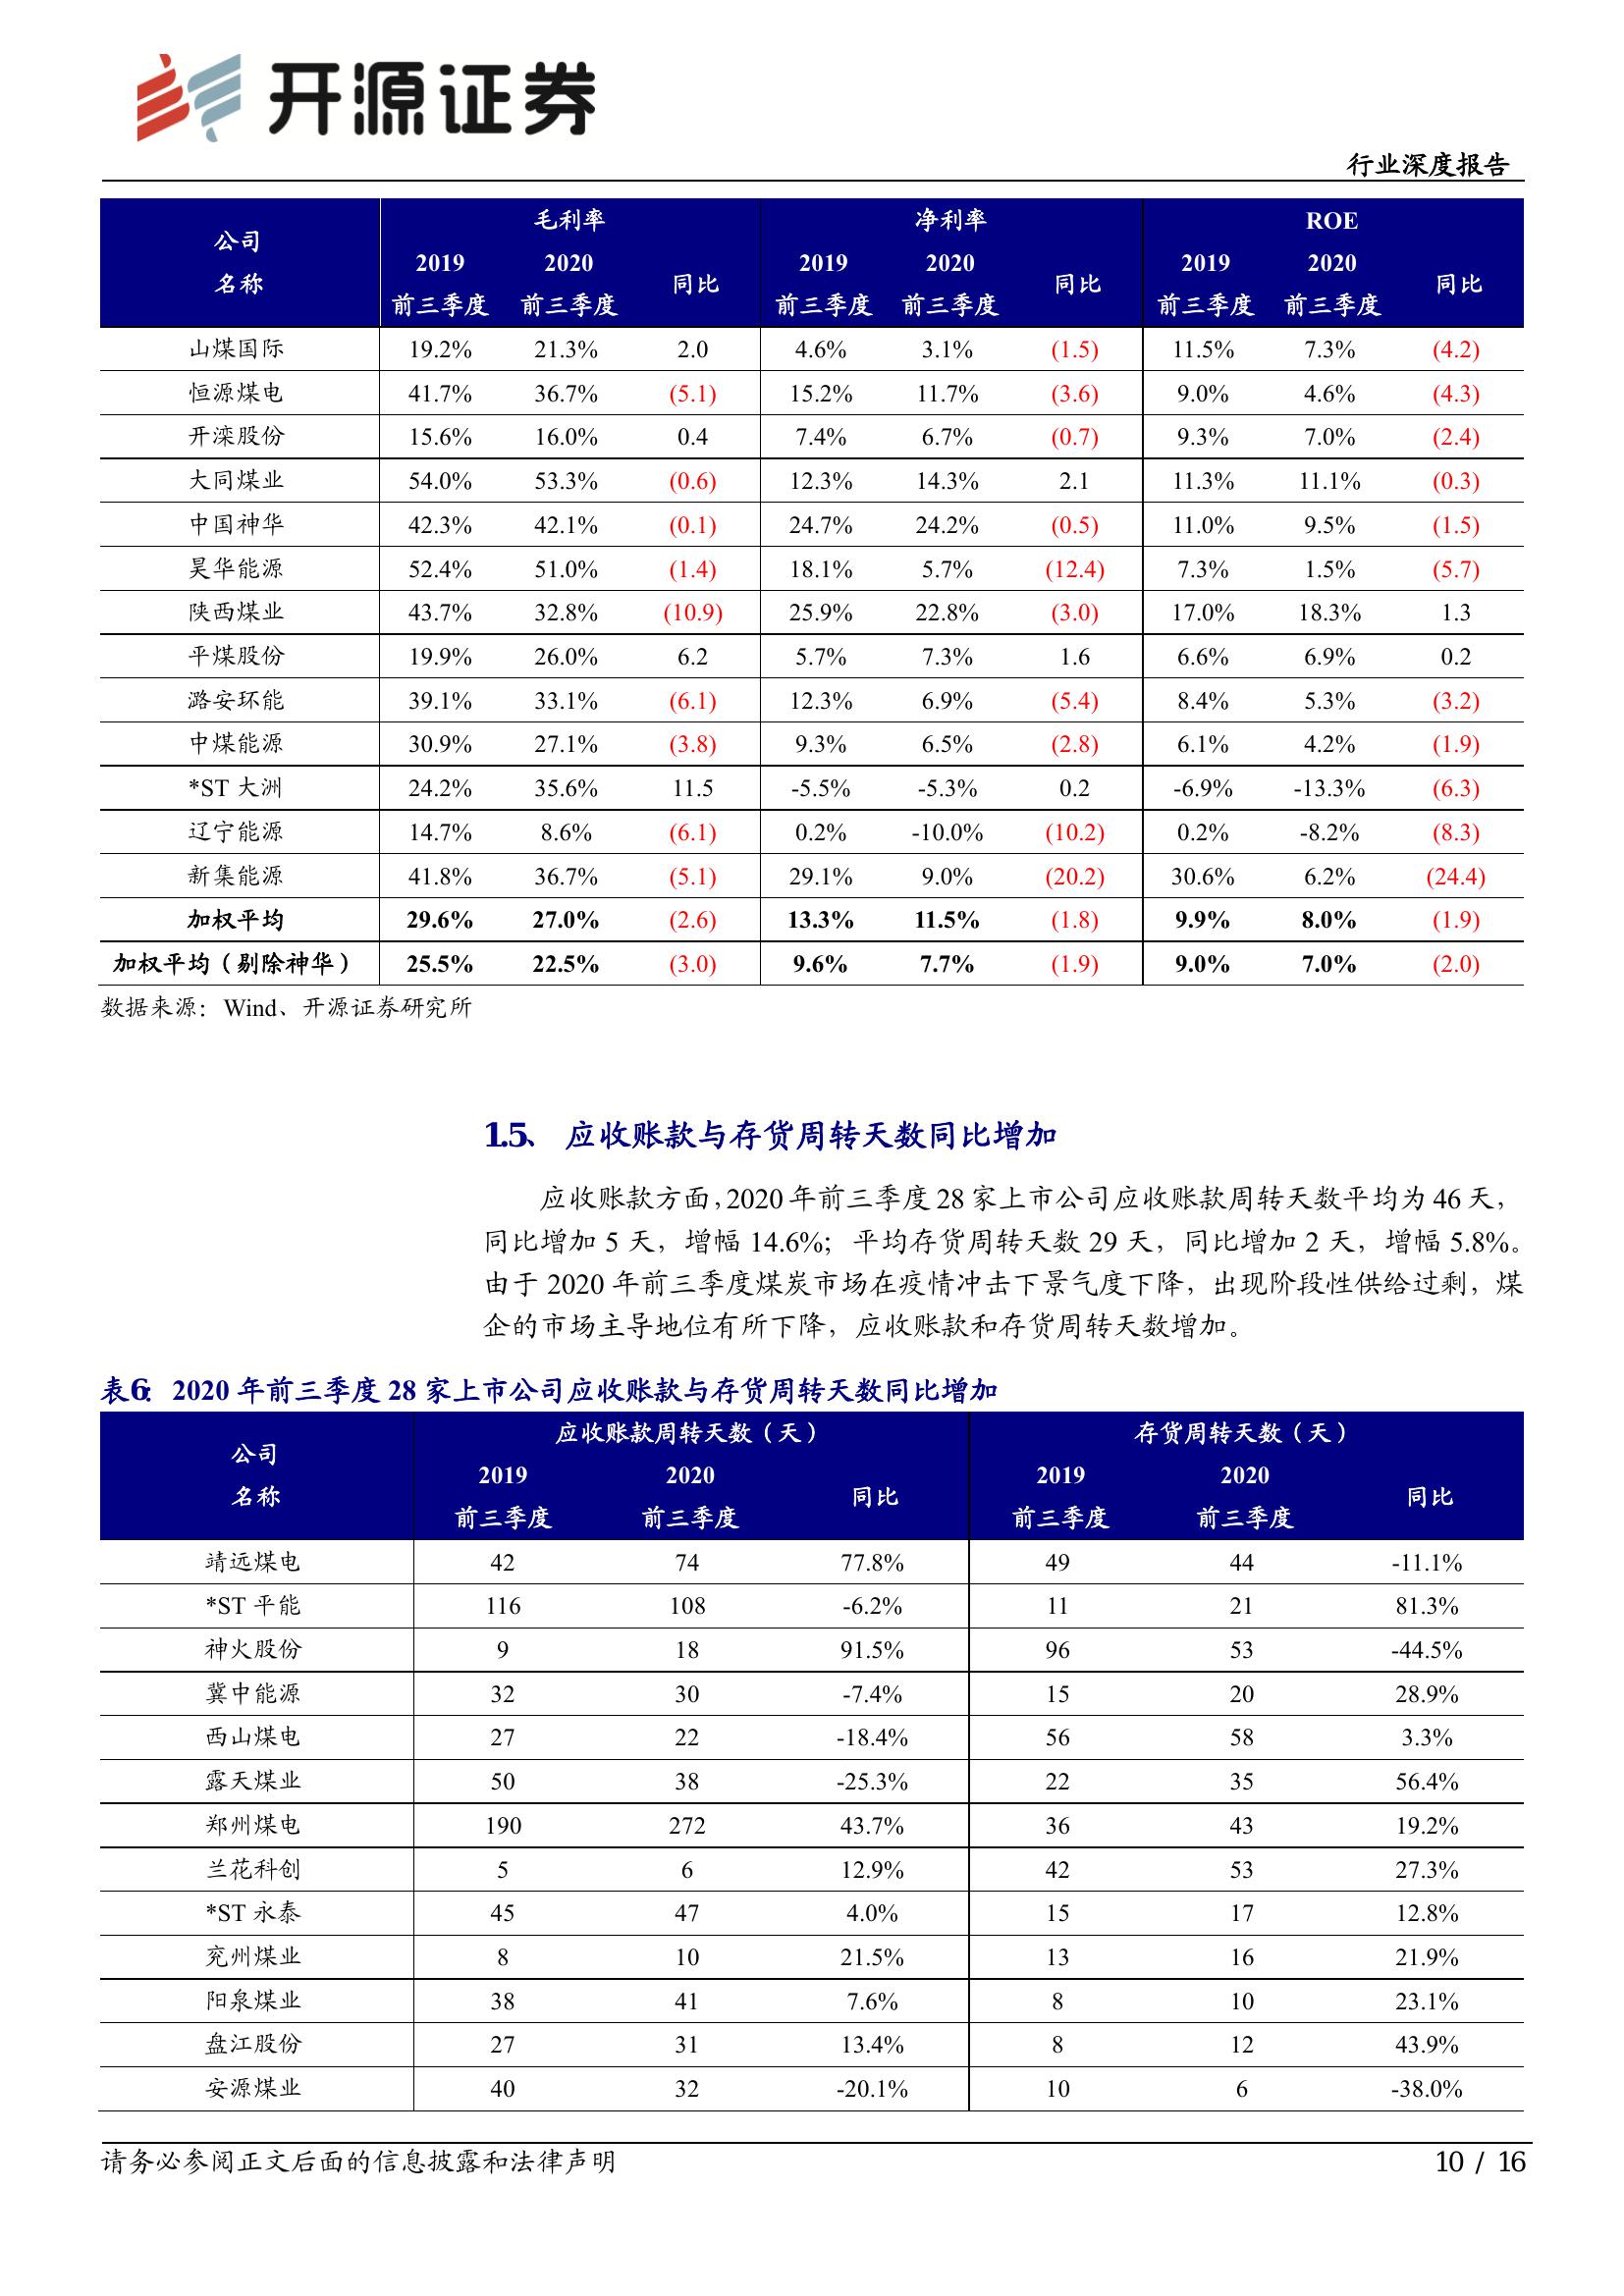 开源证券
行业深度报告
公司名称 毛利率 净利率 ROE
2019前三季度 2020前三季度 同比 2019前三季度 2020前三季度 同比 2019前三季度 2020前三季度 同比
山煤国际 19.2% 21.3% 2.0 4.6% 3.1% (1.5) 11.5% 7.3% (4.2)
恒源煤电 41.7% 36.7% (5.1) 15.2% 11.7% (3.6) 9.0% 4.6% (4.3)
开滦股份 15.6% 16.0% 0.4 7.4% 6.7% (0.7) 9.3% 7.0% (2.4)
大同煤业 54.0% 53.3% (0.6) 12.3% 14.3% 2.1 11.3% 11.1% (0.3)
中国神华 42.3% 42.1% (0.1) 24.7% 24.2% (0.5) 11.0% 9.5% (1.5)
昊华能源 52.4% 51.0% (1.4) 18.1% 5.7% (12.4) 7.3% 1.5% (5.7)
陕西煤业 43.7% 32.8% (10.9) 25.9% 22.8% (3.0) 17.0% 18.3% 1.3
平煤股份 19.9% 26.0% 6.2 5.7% 7.3% 1.6 6.6% 6.9% 0.2
潞安环能 39.1% 33.1% (6.1) 12.3% 6.9% (5.4) 8.4% 5.3% (3.2)
中煤能源 30.9% 27.1% (3.8) 9.3% 6.5% (2.8) 6.1% 4.2% (1.9)
*ST 大洲 24.2% 35.6% 11.5 -5.5% -5.3% 0.2 -6.9% -13.3% (6.3)
辽宁能源 14.7% 8.6% (6.1) 0.2% -10.0% (10.2) 0.2% -8.2% (8.3)
新集能源 41.8% 36.7% (5.1) 29.1% 9.0% (20.2) 30.6% 6.2% (24.4)
加权平均 29.6% 27.0% (2.6) 13.3% 11.5% (1.8) 9.9% 8.0% (1.9)
加权平均（剔除神华） 25.5% 22.5% (3.0) 9.6% 7.7% (1.9) 9.0% 7.0% (2.0)
数据来源：Wind、开源证券研究所
1.5、 应收账款与存货周转天数同比增加
应收账款方面，2020 年前三季度 28 家上市公司应收账款周转天数平均为 46 天，
同比增加 5 天，增幅 14.6%；平均存货周转天数 29 天，同比增加 2 天，增幅 5.8%。
由于 2020 年前三季度煤炭市场在疫情冲击下景气度下降，出现阶段性供给过剩，煤
企的市场主导地位有所下降，应收账款和存货周转天数增加。
表6：2020 年前三季度 28 家上市公司应收账款与存货周转天数同比增加
公司名称 应收账款周转天数（天） 存货周转天数（天）
2019前三季度 2020前三季度 同比 2019前三季度 2020前三季度 同比
靖远煤电 42 74 77.8% 49 44 -11.1%
*ST 平能 116 108 -6.2% 11 21 81.3%
神火股份 9 18 91.5% 96 53 -44.5%
冀中能源 32 30 -7.4% 15 20 28.9%
西山煤电 27 22 -18.4% 56 58 3.3%
露天煤业 50 38 -25.3% 22 35 56.4%
郑州煤电 190 272 43.7% 36 43 19.2%
兰花科创 5 6 12.9% 42 53 27.3%
*ST 永泰 45 47 4.0% 15 17 12.8%
兖州煤业 8 10 21.5% 13 16 21.9%
阳泉煤业 38 41 7.6% 8 10 23.1%
盘江股份 27 31 13.4% 8 12 43.9%
安源煤业 40 32 -20.1% 10 6 -38.0%
请务必参阅正文后面的信息披露和法律声明 10 / 16